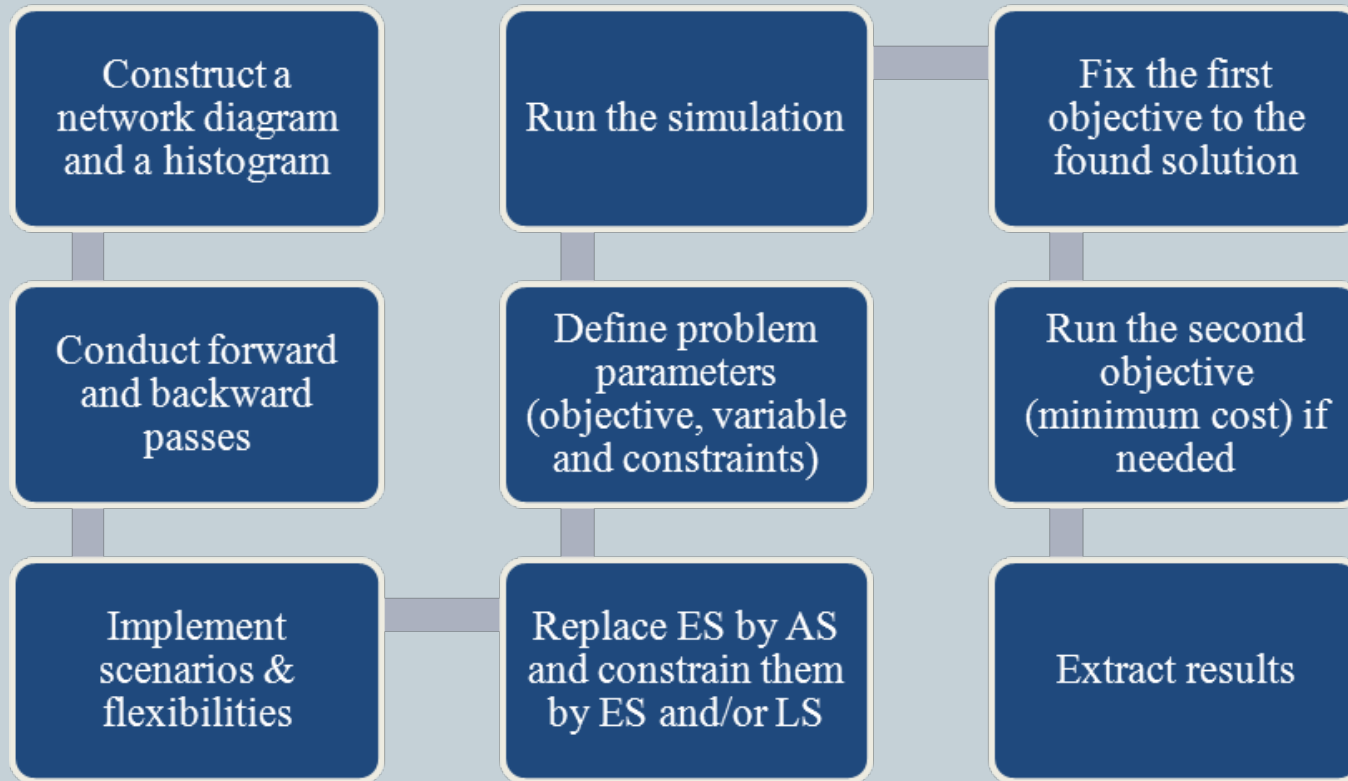 Construct a
network diagram
and a histogram
Conduct forward
and backward
passes
Implement
scenarios &
flexibilities
Replace ES by AS
and constrain them
by ES and/or LS
Define problem
parameters
(objective, variable
and constraints)
Run the simulation
Fix the first
objective to the
found solution
Run the second
objective
(minimum cost) if
needed
Extract results